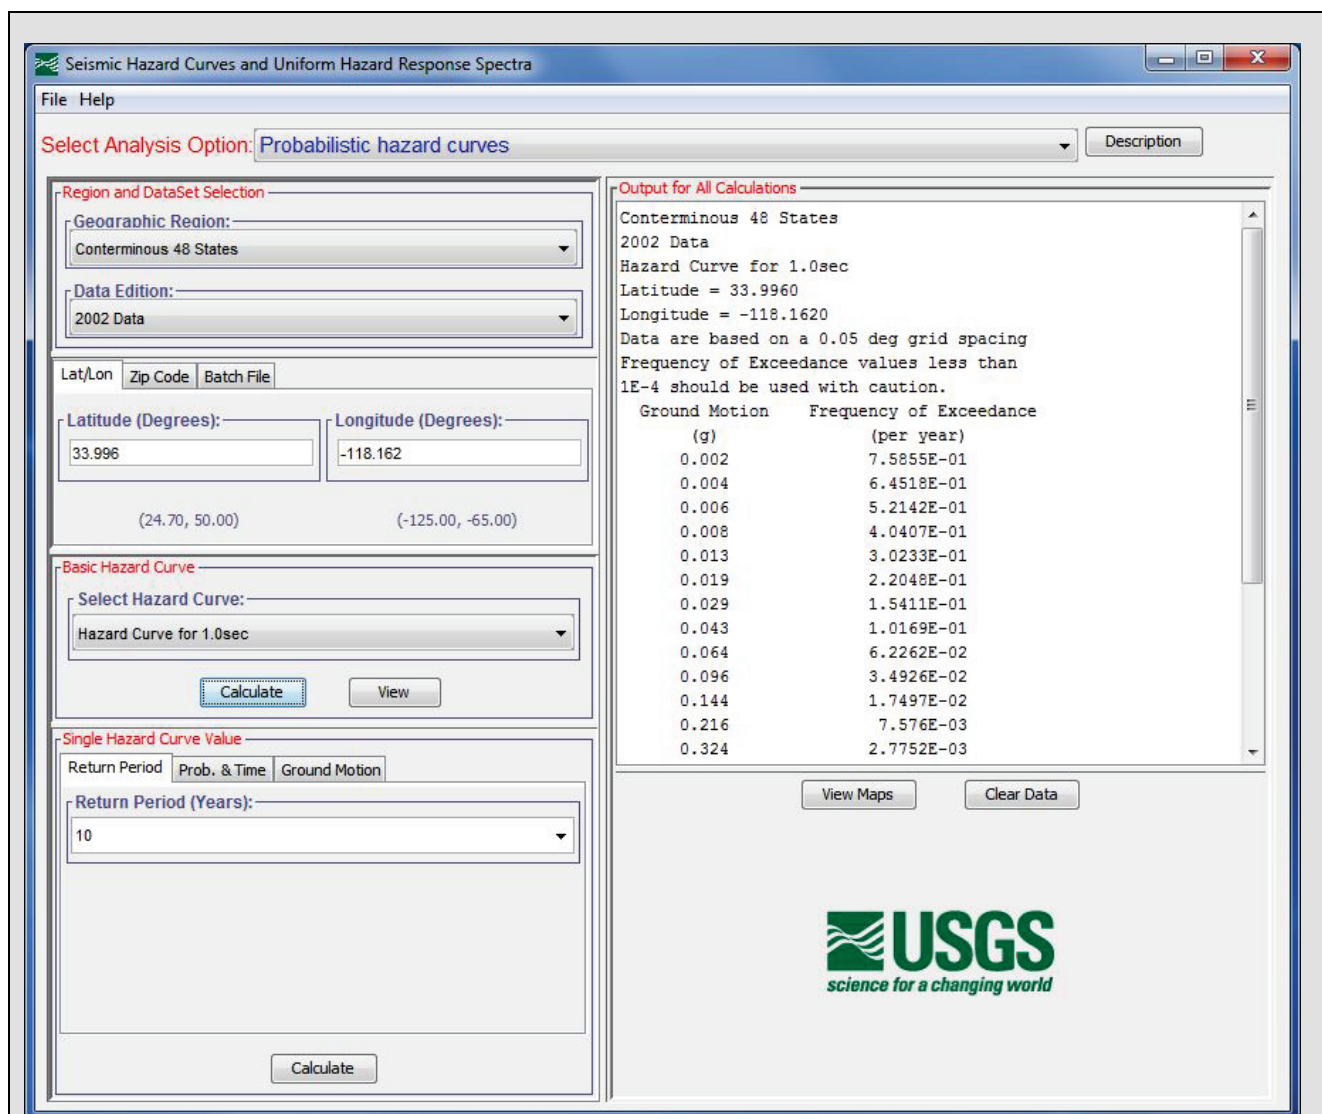 Seismic Hazard Curves and Uniform Hazard Response Spectra
File Help
Select Analysis Option: Probabilistic hazard curves
Description
Region and DataSet Selection
Geographic Region:
Conterminous 48 States
Data Edition:
2002 Data
Lat/Lon Zip Code Batch File
Latitude (Degrees): Longitude (Degrees):
33.996 -118.162
(24.70, 50.00) (-125.00, -65.00)
Basic Hazard Curve
Select Hazard Curve:
Hazard Curve for 1.0sec
Calculate View
Single Hazard Curve Value
Return Period Prob. & Time Ground Motion
Return Period (Years):
10
Calculate
Output for All Calculations
Conterminous 48 States
2002 Data
Hazard Curve for 1.0sec
Latitude = 33.9960
Longitude = -118.1620
Data are based on a 0.05 deg grid spacing
Frequency of Exceedance values less than
1E-4 should be used with caution.
Ground Motion Frequency of Exceedance
(g) (per year)
0.002 7.5855E-01
0.004 6.4518E-01
0.006 5.2142E-01
0.008 4.0407E-01
0.013 3.0233E-01
0.019 2.2048E-01
0.029 1.5411E-01
0.043 1.0169E-01
0.064 6.2262E-02
0.096 3.4926E-02
0.144 1.7497E-02
0.216 7.576E-03
0.324 2.7752E-03
View Maps Clear Data
USGS
science for a changing world